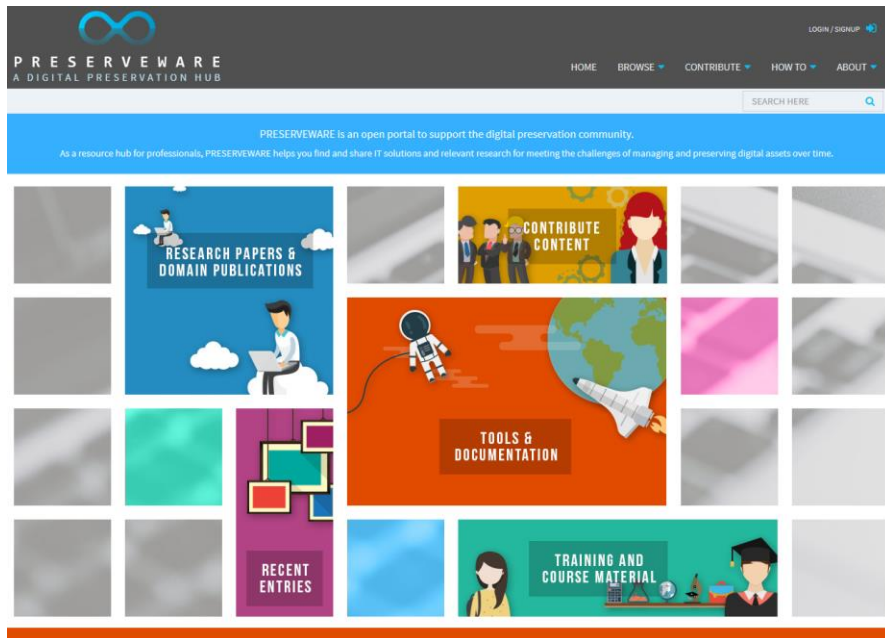 LOGIN / SIGNUP
PRESERVEWARE
A DIGITAL PRESERVATION HUB
HOME BROWSE CONTRIBUTE HOW TO ABOUT
SEARCH HERE
PRESERVEWARE is an open portal to support the digital preservation community.
As a resource hub for professionals, PRESERVEWARE helps you find and share IT solutions and relevant research for meeting the challenges of managing and preserving digital assets over time.
RESEARCH PAPERS &
DOMAIN PUBLICATIONS
CONTRIBUTE
CONTENT
TOOLS &
DOCUMENTATION
RECENT
ENTRIES
TRAINING AND
COURSE MATERIAL